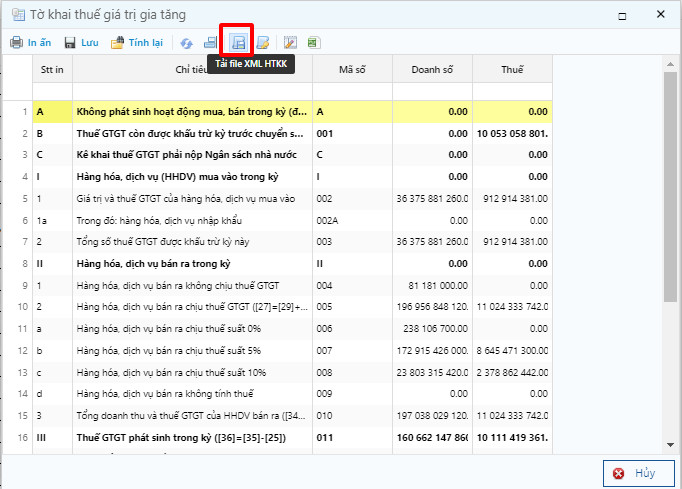 Tờ khai thuế giá trị gia tăng
In ấn Lưu Tính lại
Tải file XML HTKK
Stt in Chỉ tiêu Mã số Doanh số Thuế
1 A Không phát sinh hoạt động mua, bán trong kỳ (đ... A 0.00 0.00
2 B Thuế GTGT còn được khấu trừ kỳ trước chuyển s... 001 0.00 10 053 058 801.
3 C Kê khai thuế GTGT phải nộp Ngân sách nhà nước C 0.00 0.00
4 I Hàng hóa, dịch vụ (HHDV) mua vào trong kỳ I 0.00 0.00
5 1 Giá trị và thuế GTGT của hàng hóa, dịch vụ mua vào 002 36 375 881 260.0 912 914 381.00
6 1a Trong đó: hàng hóa, dịch vụ nhập khẩu 002A 0.00 0.00
7 2 Tổng số thuế GTGT được khấu trừ kỳ này 003 36 375 881 260.0 912 914 381.00
8 II Hàng hóa, dịch vụ bán ra trong kỳ II 0.00 0.00
9 1 Hàng hóa, dịch vụ bán ra không chịu thuế GTGT 004 81 181 000.00 0.00
10 2 Hàng hóa, dịch vụ bán ra chịu thuế GTGT ([27]=[29]+... 005 196 956 848 120. 11 024 333 742.0
11 a Hàng hóa, dịch vụ bán ra chịu thuế suất 0% 006 238 106 700.00 0.00
12 b Hàng hóa, dịch vụ bán ra chịu thuế suất 5% 007 172 915 426 000. 8 645 471 300.00
13 c Hàng hóa, dịch vụ bán ra chịu thuế suất 10% 008 23 803 315 420.0 2 378 862 442.00
14 d Hàng hóa, dịch vụ bán ra không tính thuế 009 0.00 0.00
15 3 Tổng doanh thu và thuế GTGT của HHDV bán ra ([34... 010 197 038 029 120. 11 024 333 742.0
16 III Thuế GTGT phát sinh trong kỳ ([36]=[35]-[25]) 011 160 662 147 860 10 111 419 361.
Hủy